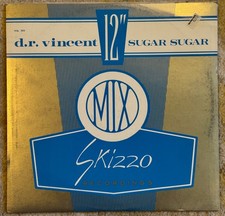 d.r. vincent 12" SUGAR SUGAR
MIX
Skizzo